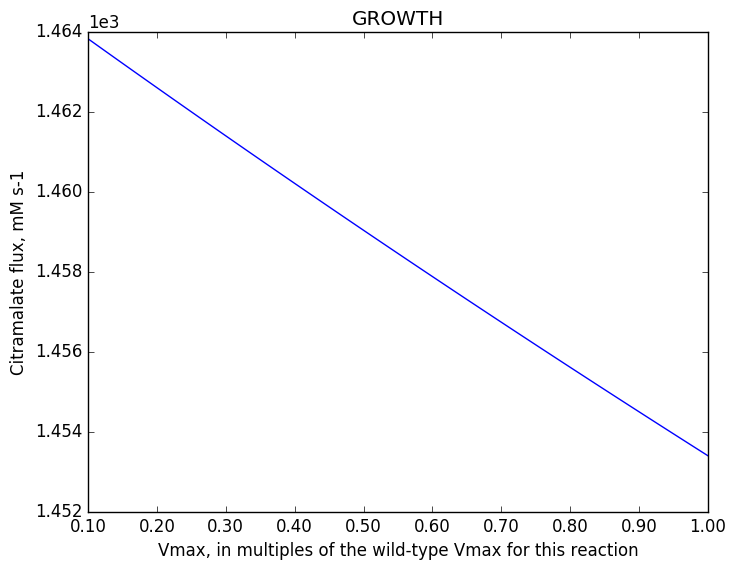 GROWTH
1e3
1.464
1.462
1.460
1.458
1.456
1.454
1.452
Citramalate flux, mM s-1
0.10 0.20 0.30 0.40 0.50 0.60 0.70 0.80 0.90 1.00
Vmax, in multiples of the wild-type Vmax for this reaction